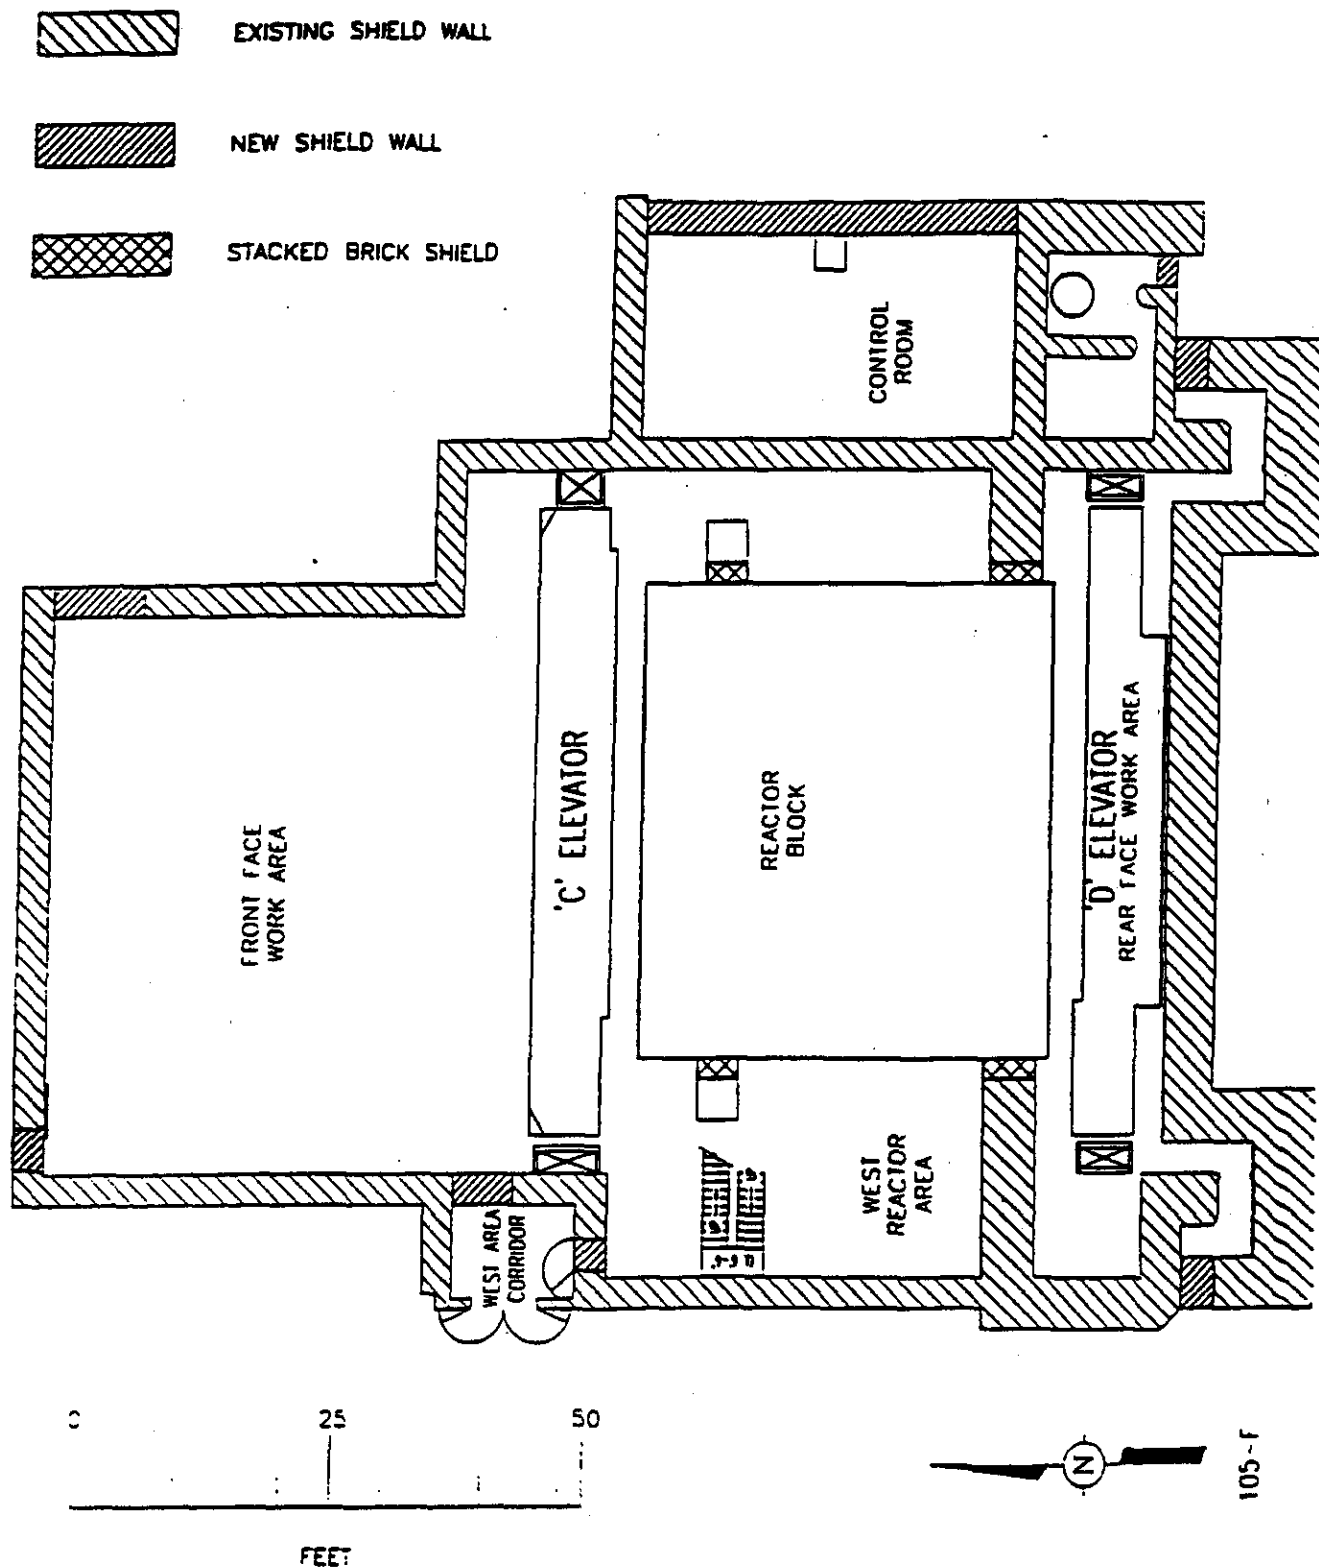 EXISTING SHIELD WALL
NEW SHIELD WALL
STACKED BRICK SHIELD
CONTROL
ROOM
FRONT FACE
WORK AREA
'C' ELEVATOR
REACTOR
BLOCK
'D' ELEVATOR
REAR FACE WORK AREA
WEST
REACTOR
AREA
WEST AREA
CORRIDOR
UP
0
25
50
FEET
N
105-F